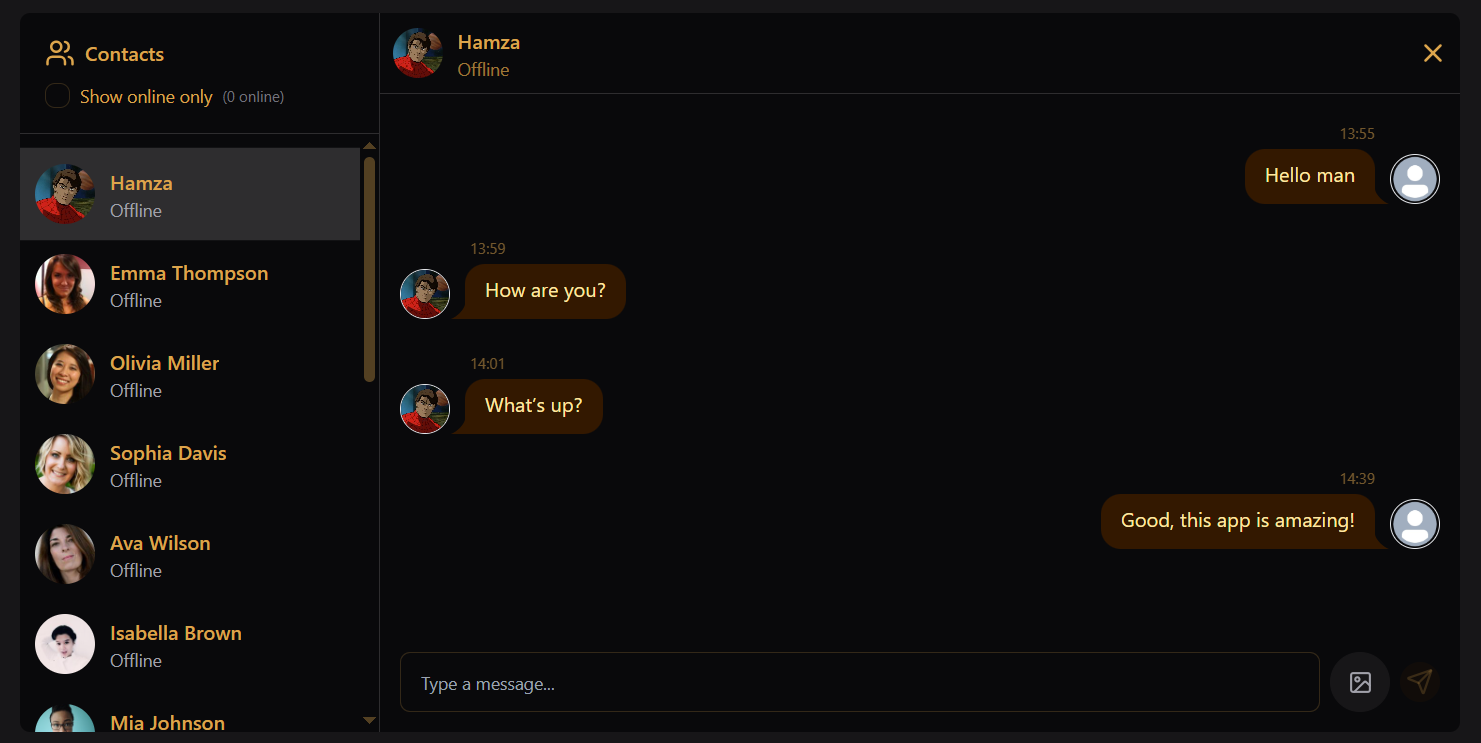 Contacts
Show online only (0 online)
Hamza
Offline
Emma Thompson
Offline
Olivia Miller
Offline
Sophia Davis
Offline
Ava Wilson
Offline
Isabella Brown
Offline
Mia Johnson
Hamza
Offline
13:55
Hello man
13:59
How are you?
14:01
What's up?
14:39
Good, this app is amazing!
Type a message...